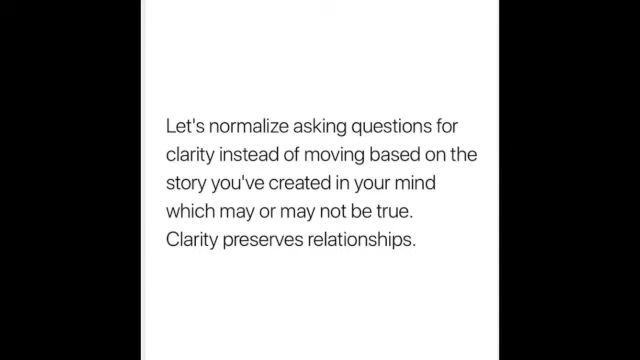 Let's normalize asking questions for
clarity instead of moving based on the
story you've created in your mind
which may or may not be true.
Clarity preserves relationships.